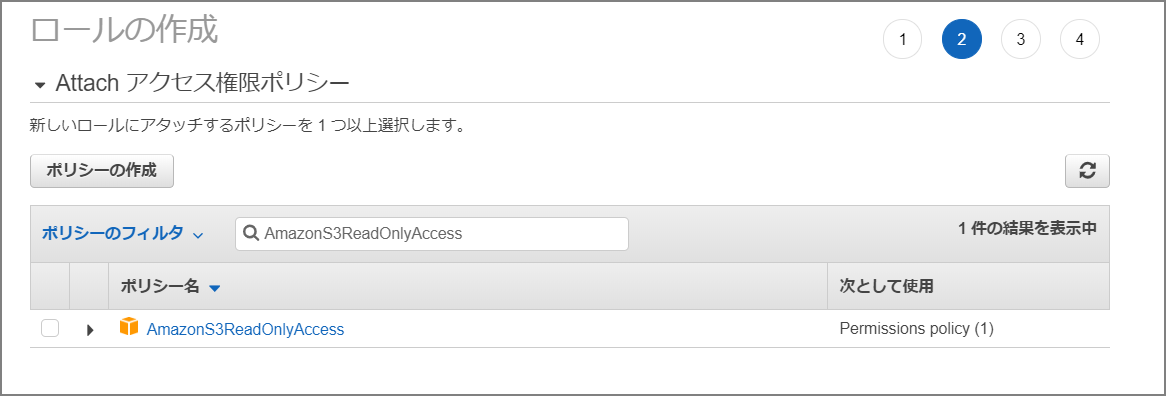 ロールの作成
1 2 3 4
Attach アクセス権限ポリシー
新しいロールにアタッチするポリシーを 1 つ以上選択します。
ポリシーの作成
ポリシーのフィルタ AmazonS3ReadOnlyAccess 1 件の結果を表示中
ポリシー名 次として使用
AmazonS3ReadOnlyAccess Permissions policy (1)